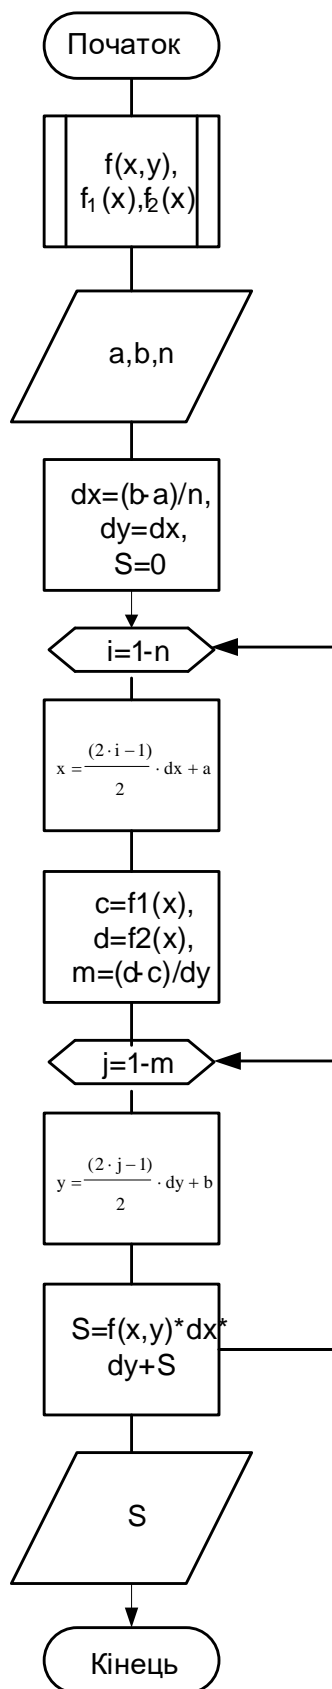 Початок
f(x,y),
f₁(x),f₂(x)
a,b,n
dx=(b-a)/n,
dy=dx,
S=0
i=1-n
x = (2·i−1)/2 · dx + a
c=f1(x),
d=f2(x),
m=(d-c)/dy
j=1-m
y = (2·j−1)/2 · dy + b
S=f(x,y)*dx*
dy+S
S
Кінець